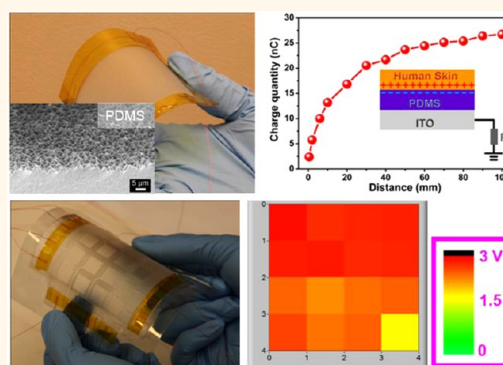 PDMS
5 μm
Charge quantity (nC)
30
25
20
15
10
5
0
Human Skin
+++++++++++
PDMS
ITO
0 20 40 60 80 100
Distance (mm)
0
1
2
3
4
0 1 2 3 4
3 V
1.5
0